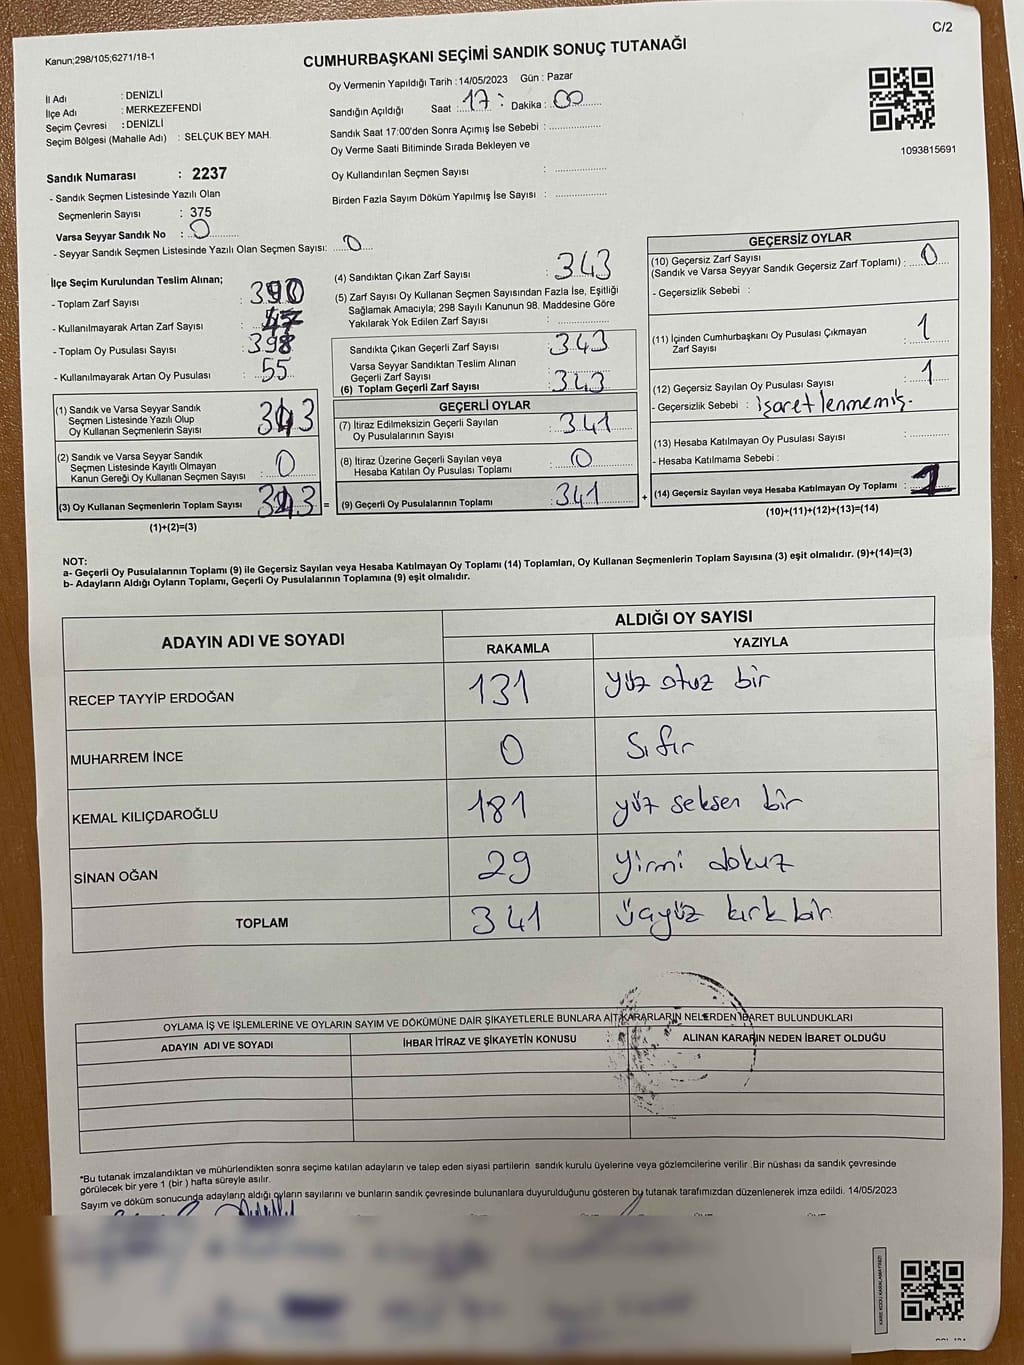 C/2
Kanun;298/105;6271/18-1
CUMHURBAŞKANI SEÇİMİ SANDIK SONUÇ TUTANAĞI
Oy Vermenin Yapıldığı Tarih : 14/05/2023 Gün : Pazar
İl Adı : DENİZLİ
İlçe Adı : MERKEZEFENDİ
Seçim Çevresi : DENİZLİ
Seçim Bölgesi (Mahalle Adı) : SELÇUK BEY MAH.
Sandığın Açıldığı Saat : 17 : Dakika : 00
Sandık Saat 17:00'den Sonra Açımış İse Sebebi :
Oy Verme Saati Bitiminde Sırada Bekleyen ve
Oy Kullandırılan Seçmen Sayısı :
Birden Fazla Sayım Döküm Yapılmış İse Sayısı :
1093815691
Sandık Numarası : 2237
- Sandık Seçmen Listesinde Yazılı Olan
Seçmenlerin Sayısı : 375
Varsa Seyyar Sandık No : 0
- Seyyar Sandık Seçmen Listesinde Yazılı Olan Seçmen Sayısı: 0
İlçe Seçim Kurulundan Teslim Alınan;
- Toplam Zarf Sayısı :
- Kullanılmayarak Artan Zarf Sayısı : 47
- Toplam Oy Pusulası Sayısı : 398
- Kullanılmayarak Artan Oy Pusulası : 55
(1) Sandık ve Varsa Seyyar Sandık
Seçmen Listesinde Yazılı Olup
Oy Kullanan Seçmenlerin Sayısı : 343
(2) Sandık ve Varsa Seyyar Sandık
Seçmen Listesinde Kayıtlı Olmayan
Kanun Gereği Oy Kullanan Seçmen Sayısı : 0
(3) Oy Kullanan Seçmenlerin Toplam Sayısı : 343 =
(1)+(2)=(3)
(4) Sandıktan Çıkan Zarf Sayısı : 343
(5) Zarf Sayısı Oy Kullanan Seçmen Sayısından Fazla İse, Eşitliği
Sağlamak Amacıyla; 298 Sayılı Kanunun 98. Maddesine Göre
Yakılarak Yok Edilen Zarf Sayısı :
Sandıkta Çıkan Geçerli Zarf Sayısı : 343
Varsa Seyyar Sandıktan Teslim Alınan
Geçerli Zarf Sayısı :
(6) Toplam Geçerli Zarf Sayısı : 343
GEÇERLİ OYLAR
(7) İtiraz Edilmeksizin Geçerli Sayılan
Oy Pusulalarının Sayısı : 341
(8) İtiraz Üzerine Geçerli Sayılan veya
Hesaba Katılan Oy Pusulası Toplamı : 0
(9) Geçerli Oy Pusulalarının Toplamı : 341 +
GEÇERSİZ OYLAR
(10) Geçersiz Zarf Sayısı
(Sandık ve Varsa Seyyar Sandık Geçersiz Zarf Toplamı) : 0
- Geçersizlik Sebebi :
(11) İçinden Cumhurbaşkanı Oy Pusulası Çıkmayan
Zarf Sayısı : 1
(12) Geçersiz Sayılan Oy Pusulası Sayısı : 1
- Geçersizlik Sebebi : işaretlenmemiş.
(13) Hesaba Katılmayan Oy Pusulası Sayısı :
- Hesaba Katılmama Sebebi :
(14) Geçersiz Sayılan veya Hesaba Katılmayan Oy Toplamı :
(10)+(11)+(12)+(13)=(14)
NOT:
a- Geçerli Oy Pusulalarının Toplamı (9) ile Geçersiz Sayılan veya Hesaba Katılmayan Oy Toplamı (14) Toplamları, Oy Kullanan Seçmenlerin Toplam Sayısına (3) eşit olmalıdır. (9)+(14)=(3)
b- Adayların Aldığı Oyların Toplamı, Geçerli Oy Pusulalarının Toplamına (9) eşit olmalıdır.
ADAYIN ADI VE SOYADI
ALDIĞI OY SAYISI
RAKAMLA YAZIYLA
RECEP TAYYİP ERDOĞAN 131 yüz otuz bir
MUHARREM İNCE 0 Sıfır
KEMAL KILIÇDAROĞLU 181 yüz seksen bir
SİNAN OĞAN 29 yirmi dokuz
TOPLAM 341 üçyüz kırk bir
OYLAMA İŞ VE İŞLEMLERİNE VE OYLARIN SAYIM VE DÖKÜMÜNE DAİR ŞİKAYETLERLE BUNLARA AİT KARARLARIN NELERDEN İBARET BULUNDUKLARI
ADAYIN ADI VE SOYADI İHBAR İTİRAZ VE ŞİKAYETİN KONUSU ALINAN KARARIN NEDEN İBARET OLDUĞU
*Bu tutanak imzalandıktan ve mühürlendikten sonra seçime katılan adayların ve talep eden siyasi partilerin sandık kurulu üyelerine veya gözlemcilerine verilir .Bir nüshası da sandık çevresinde
görülecek bir yere 1 (bir ) hafta süreyle asılır.
Sayım ve döküm sonucunda adayların aldığı oyların sayılarını ve bunların sandık çevresinde bulunanlara duyurulduğunu gösteren bu tutanak tarafımızdan düzenlenerek imza edildi. 14/05/2023